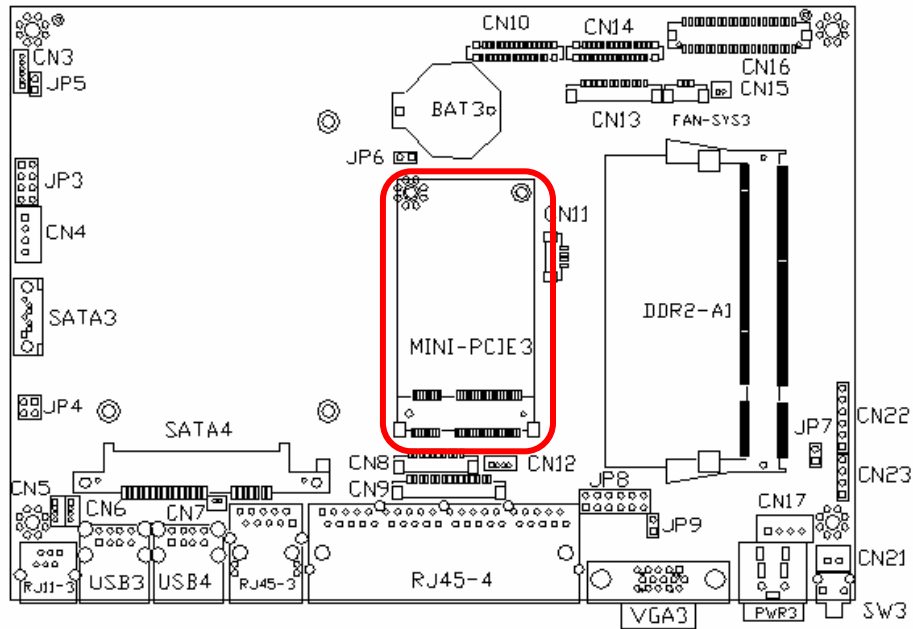 CN10
CN14
CN16
CN3
JP5
BAT3
CN13
FAN-SYS3
CN15
JP6
JP3
CN4
CN11
SATA3
DDR2-A1
MINI-PCIE3
JP4
SATA4
CN22
JP7
CN8
CN12
CN23
CN5
CN6
CN7
CN9
JP8
CN17
JP9
CN21
RJ11-3
USB3
USB4
RJ45-3
RJ45-4
VGA3
PWR3
SW3